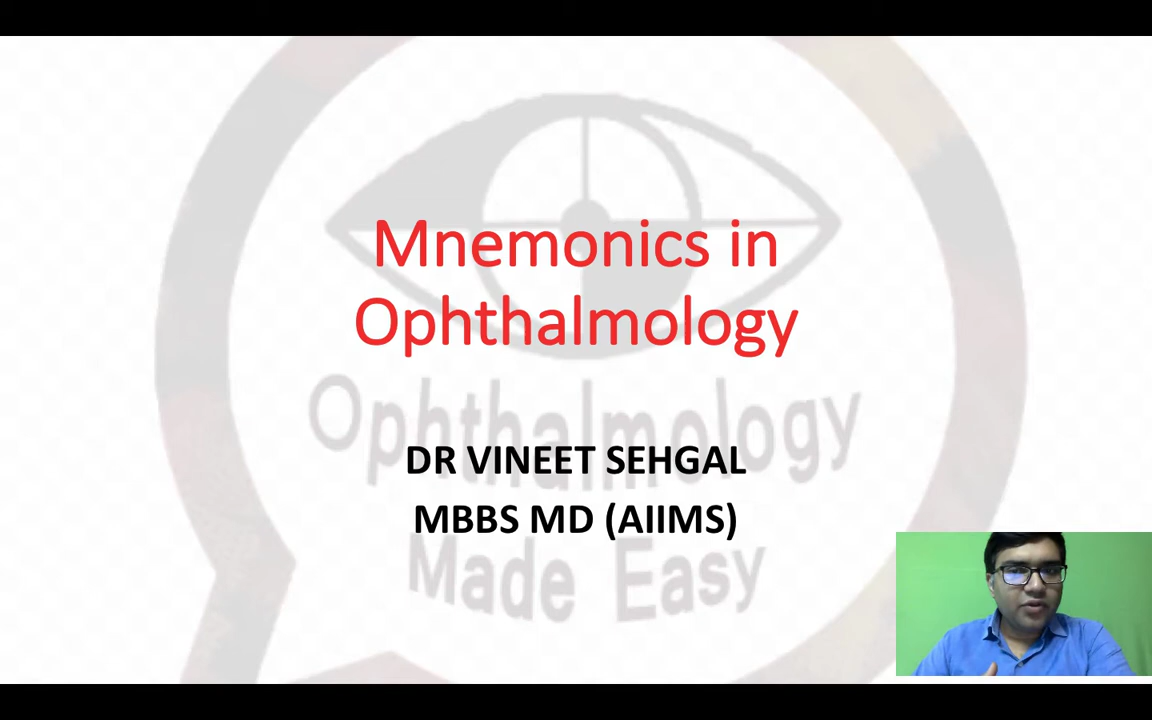 Mnemonics in
Ophthalmology
Ophthalmology
DR VINEET SEHGAL
MBBS MD (AIIMS)
Made Easy